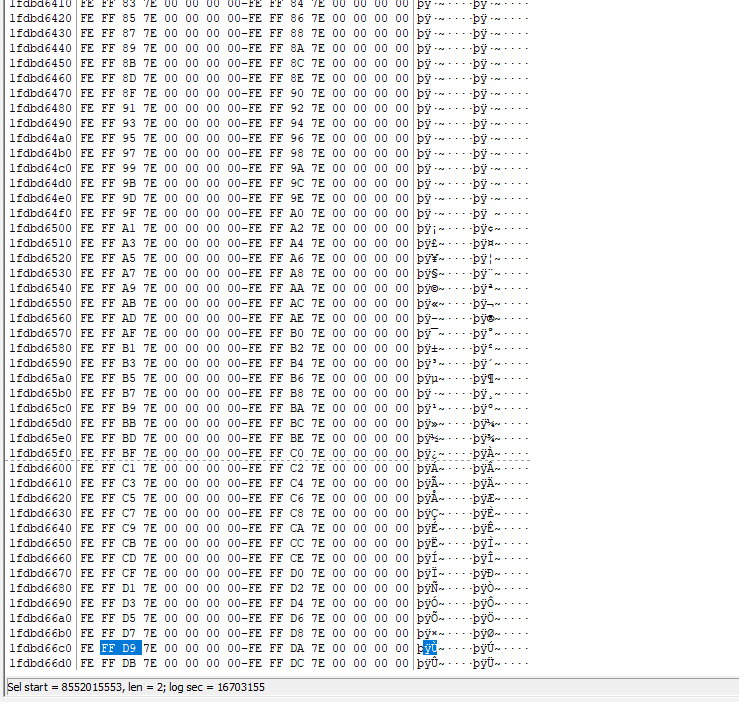 1fdbd6410 FE FF 83 7E 00 00 00 00-FE FF 84 7E 00 00 00 00 þÿ·~····þÿ·~····
1fdbd6420 FE FF 85 7E 00 00 00 00-FE FF 86 7E 00 00 00 00 þÿ·~····þÿ·~····
1fdbd6430 FE FF 87 7E 00 00 00 00-FE FF 88 7E 00 00 00 00 þÿ·~····þÿ·~····
1fdbd6440 FE FF 89 7E 00 00 00 00-FE FF 8A 7E 00 00 00 00 þÿ·~····þÿ·~····
1fdbd6450 FE FF 8B 7E 00 00 00 00-FE FF 8C 7E 00 00 00 00 þÿ·~····þÿ·~····
1fdbd6460 FE FF 8D 7E 00 00 00 00-FE FF 8E 7E 00 00 00 00 þÿ·~····þÿ·~····
1fdbd6470 FE FF 8F 7E 00 00 00 00-FE FF 90 7E 00 00 00 00 þÿ·~····þÿ·~····
1fdbd6480 FE FF 91 7E 00 00 00 00-FE FF 92 7E 00 00 00 00 þÿ·~····þÿ·~····
1fdbd6490 FE FF 93 7E 00 00 00 00-FE FF 94 7E 00 00 00 00 þÿ·~····þÿ·~····
1fdbd64a0 FE FF 95 7E 00 00 00 00-FE FF 96 7E 00 00 00 00 þÿ·~····þÿ·~····
1fdbd64b0 FE FF 97 7E 00 00 00 00-FE FF 98 7E 00 00 00 00 þÿ·~····þÿ·~····
1fdbd64c0 FE FF 99 7E 00 00 00 00-FE FF 9A 7E 00 00 00 00 þÿ·~····þÿ·~····
1fdbd64d0 FE FF 9B 7E 00 00 00 00-FE FF 9C 7E 00 00 00 00 þÿ·~····þÿ·~····
1fdbd64e0 FE FF 9D 7E 00 00 00 00-FE FF 9E 7E 00 00 00 00 þÿ·~····þÿ·~····
1fdbd64f0 FE FF 9F 7E 00 00 00 00-FE FF A0 7E 00 00 00 00 þÿ·~····þÿ ~····
1fdbd6500 FE FF A1 7E 00 00 00 00-FE FF A2 7E 00 00 00 00 þÿ¡~····þÿ¢~····
1fdbd6510 FE FF A3 7E 00 00 00 00-FE FF A4 7E 00 00 00 00 þÿ£~····þÿ¤~····
1fdbd6520 FE FF A5 7E 00 00 00 00-FE FF A6 7E 00 00 00 00 þÿ¥~····þÿ¦~····
1fdbd6530 FE FF A7 7E 00 00 00 00-FE FF A8 7E 00 00 00 00 þÿ§~····þÿ¨~····
1fdbd6540 FE FF A9 7E 00 00 00 00-FE FF AA 7E 00 00 00 00 þÿ©~····þÿª~····
1fdbd6550 FE FF AB 7E 00 00 00 00-FE FF AC 7E 00 00 00 00 þÿ«~····þÿ¬~····
1fdbd6560 FE FF AD 7E 00 00 00 00-FE FF AE 7E 00 00 00 00 þÿ-~····þÿ®~····
1fdbd6570 FE FF AF 7E 00 00 00 00-FE FF B0 7E 00 00 00 00 þÿ¯~····þÿ°~····
1fdbd6580 FE FF B1 7E 00 00 00 00-FE FF B2 7E 00 00 00 00 þÿ±~····þÿ²~····
1fdbd6590 FE FF B3 7E 00 00 00 00-FE FF B4 7E 00 00 00 00 þÿ³~····þÿ´~····
1fdbd65a0 FE FF B5 7E 00 00 00 00-FE FF B6 7E 00 00 00 00 þÿµ~····þÿ¶~····
1fdbd65b0 FE FF B7 7E 00 00 00 00-FE FF B8 7E 00 00 00 00 þÿ·~····þÿ¸~····
1fdbd65c0 FE FF B9 7E 00 00 00 00-FE FF BA 7E 00 00 00 00 þÿ¹~····þÿº~····
1fdbd65d0 FE FF BB 7E 00 00 00 00-FE FF BC 7E 00 00 00 00 þÿ»~····þÿ¼~····
1fdbd65e0 FE FF BD 7E 00 00 00 00-FE FF BE 7E 00 00 00 00 þÿ½~····þÿ¾~····
1fdbd65f0 FE FF BF 7E 00 00 00 00-FE FF C0 7E 00 00 00 00 þÿ¿~····þÿÀ~····
1fdbd6600 FE FF C1 7E 00 00 00 00-FE FF C2 7E 00 00 00 00 þÿÁ~····þÿÂ~····
1fdbd6610 FE FF C3 7E 00 00 00 00-FE FF C4 7E 00 00 00 00 þÿÃ~····þÿÄ~····
1fdbd6620 FE FF C5 7E 00 00 00 00-FE FF C6 7E 00 00 00 00 þÿÅ~····þÿÆ~····
1fdbd6630 FE FF C7 7E 00 00 00 00-FE FF C8 7E 00 00 00 00 þÿÇ~····þÿÈ~····
1fdbd6640 FE FF C9 7E 00 00 00 00-FE FF CA 7E 00 00 00 00 þÿÉ~····þÿÊ~····
1fdbd6650 FE FF CB 7E 00 00 00 00-FE FF CC 7E 00 00 00 00 þÿË~····þÿÌ~····
1fdbd6660 FE FF CD 7E 00 00 00 00-FE FF CE 7E 00 00 00 00 þÿÍ~····þÿÎ~····
1fdbd6670 FE FF CF 7E 00 00 00 00-FE FF D0 7E 00 00 00 00 þÿÏ~····þÿÐ~····
1fdbd6680 FE FF D1 7E 00 00 00 00-FE FF D2 7E 00 00 00 00 þÿÑ~····þÿÒ~····
1fdbd6690 FE FF D3 7E 00 00 00 00-FE FF D4 7E 00 00 00 00 þÿÓ~····þÿÔ~····
1fdbd66a0 FE FF D5 7E 00 00 00 00-FE FF D6 7E 00 00 00 00 þÿÕ~····þÿÖ~····
1fdbd66b0 FE FF D7 7E 00 00 00 00-FE FF D8 7E 00 00 00 00 þÿ×~····þÿØ~····
1fdbd66c0 FE FF D9 7E 00 00 00 00-FE FF DA 7E 00 00 00 00 þÿÙ~····þÿÚ~····
1fdbd66d0 FE FF DB 7E 00 00 00 00-FE FF DC 7E 00 00 00 00 þÿÛ~····þÿÜ~····
Sel start = 8552015553, len = 2; log sec = 16703155